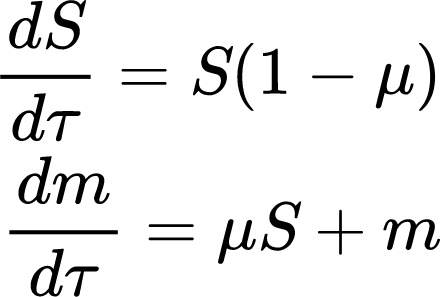 dS/dτ = S(1 − μ)
dm/dτ = μS + m